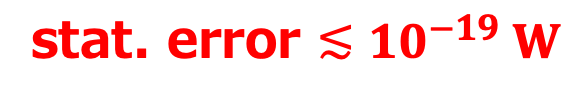 stat. error ≲ 10⁻¹⁹ W